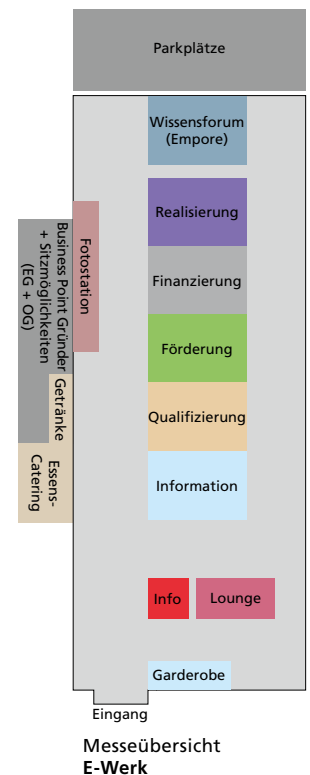 Parkplätze
Wissensforum
(Empore)
Realisierung
Finanzierung
Förderung
Qualifizierung
Information
Fotostation
Business Point Gründer
+ Sitzmöglichkeiten
(EG + OG)
Getränke
Essens-
Catering
Info
Lounge
Garderobe
Eingang
Messeübersicht
E-Werk